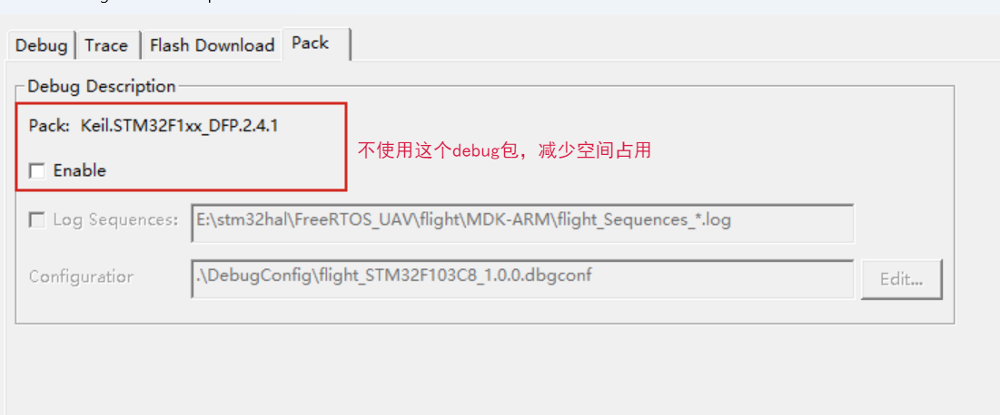 Debug Trace Flash Download Pack
Debug Description
Pack: Keil.STM32F1xx_DFP.2.4.1
不使用这个debug包，减少空间占用
Enable
Log Sequences: E:\stm32hal\FreeRTOS_UAV\flight\MDK-ARM\flight_Sequences_*.log
Configuratior .\DebugConfig\flight_STM32F103C8_1.0.0.dbgconf Edit...